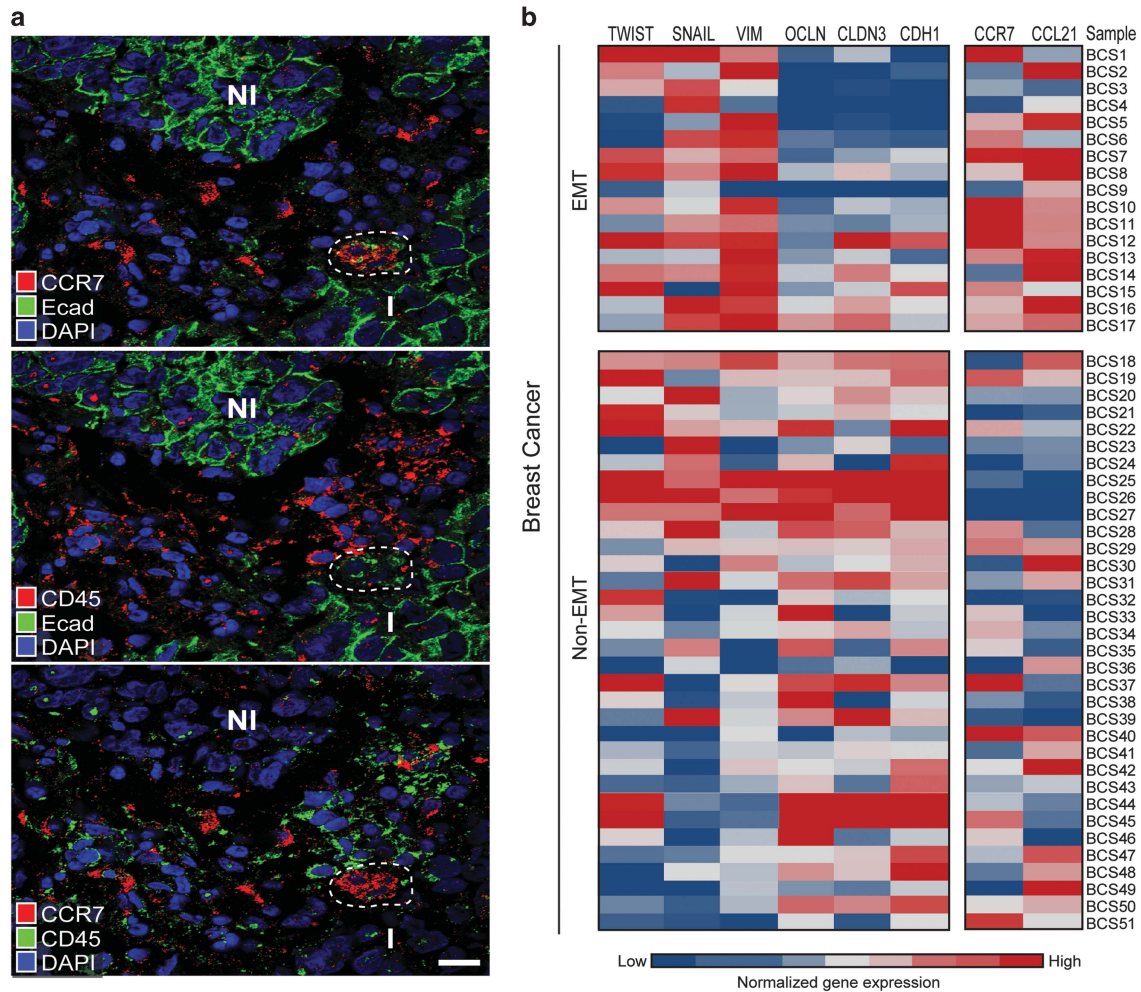 a
NI
I
CCR7
Ecad
DAPI
NI
I
CD45
Ecad
DAPI
NI
I
CCR7
CD45
DAPI
b
TWIST SNAIL VIM OCLN CLDN3 CDH1 CCR7 CCL21 Sample
Breast Cancer
EMT
BCS1
BCS2
BCS3
BCS4
BCS5
BCS6
BCS7
BCS8
BCS9
BCS10
BCS11
BCS12
BCS13
BCS14
BCS15
BCS16
BCS17
Non-EMT
BCS18
BCS19
BCS20
BCS21
BCS22
BCS23
BCS24
BCS25
BCS26
BCS27
BCS28
BCS29
BCS30
BCS31
BCS32
BCS33
BCS34
BCS35
BCS36
BCS37
BCS38
BCS39
BCS40
BCS41
BCS42
BCS43
BCS44
BCS45
BCS46
BCS47
BCS48
BCS49
BCS50
BCS51
Low High
Normalized gene expression